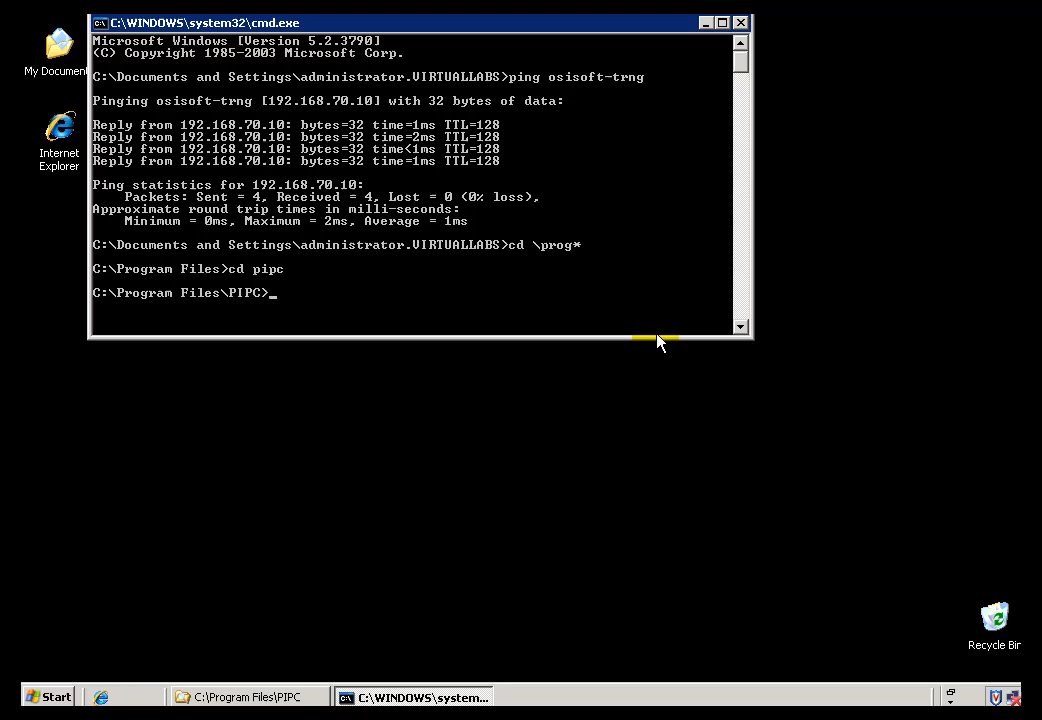 C:\WINDOWS\system32\cmd.exe
Microsoft Windows [Version 5.2.3790]
(C) Copyright 1985-2003 Microsoft Corp.
C:\Documents and Settings\administrator.VIRTUALLABS>ping osisoft-trng
Pinging osisoft-trng [192.168.70.10] with 32 bytes of data:
Reply from 192.168.70.10: bytes=32 time=1ms TTL=128
Reply from 192.168.70.10: bytes=32 time=2ms TTL=128
Reply from 192.168.70.10: bytes=32 time<1ms TTL=128
Reply from 192.168.70.10: bytes=32 time=1ms TTL=128
Ping statistics for 192.168.70.10:
Packets: Sent = 4, Received = 4, Lost = 0 (0% loss),
Approximate round trip times in milli-seconds:
Minimum = 0ms, Maximum = 2ms, Average = 1ms
C:\Documents and Settings\administrator.VIRTUALLABS>cd \prog*
C:\Program Files>cd pipc
C:\Program Files\PIPC>_
My Documen
Internet
Explorer
Recycle Bin
Start
C:\Program Files\PIPC
C:\WINDOWS\system...